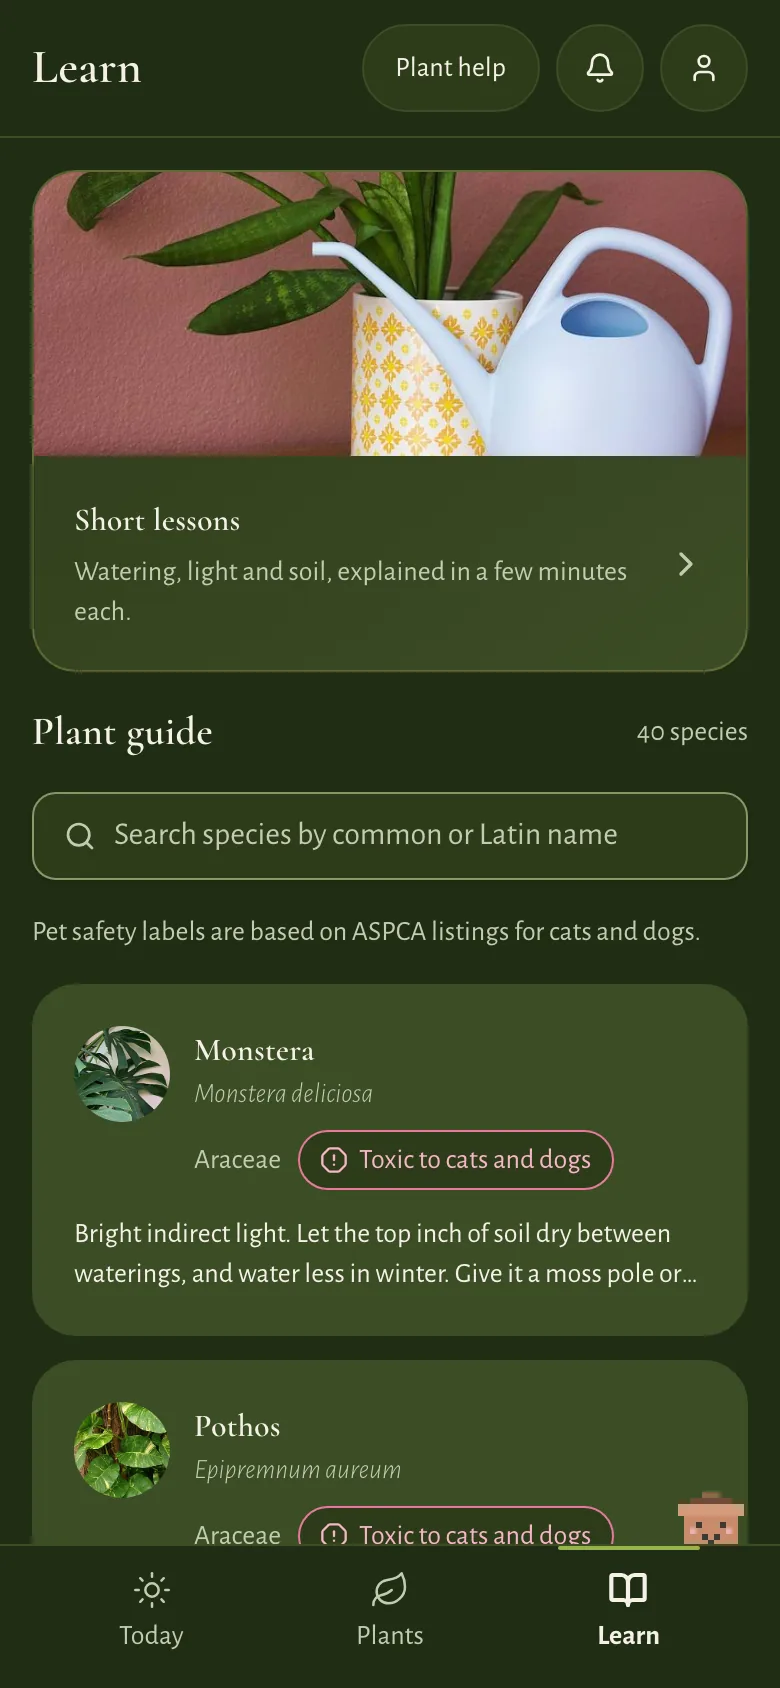 Learn
Plant help
Short lessons
Watering, light and soil, explained in a few minutes
each.
Plant guide
40 species
Search species by common or Latin name
Pet safety labels are based on ASPCA listings for cats and dogs.
Monstera
Monstera deliciosa
Araceae
Toxic to cats and dogs
Bright indirect light. Let the top inch of soil dry between
waterings, and water less in winter. Give it a moss pole or...
Pothos
Epipremnum aureum
Araceae
Toxic to cats and dogs
Today
Plants
Learn